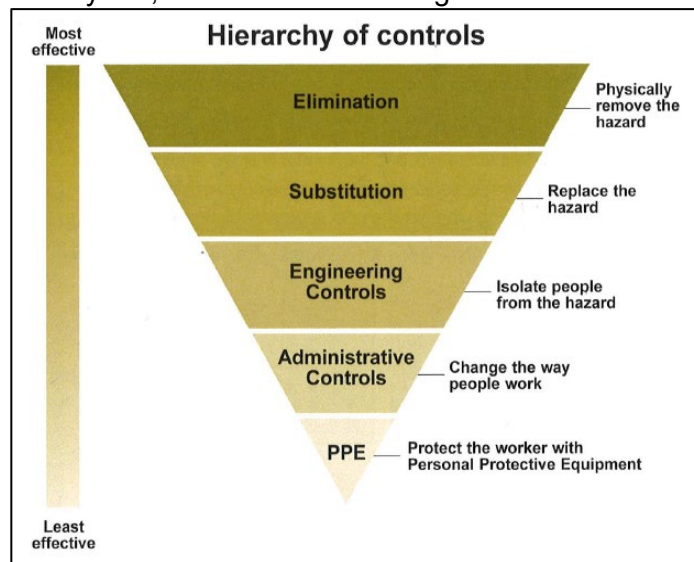 Most
effective
Hierarchy of controls
Elimination
Physically
remove the
hazard
Substitution
Replace the
hazard
Engineering
Controls
Isolate people
from the hazard
Administrative
Controls
Change the way
people work
PPE
Protect the worker with
Personal Protective Equipment
Least
effective